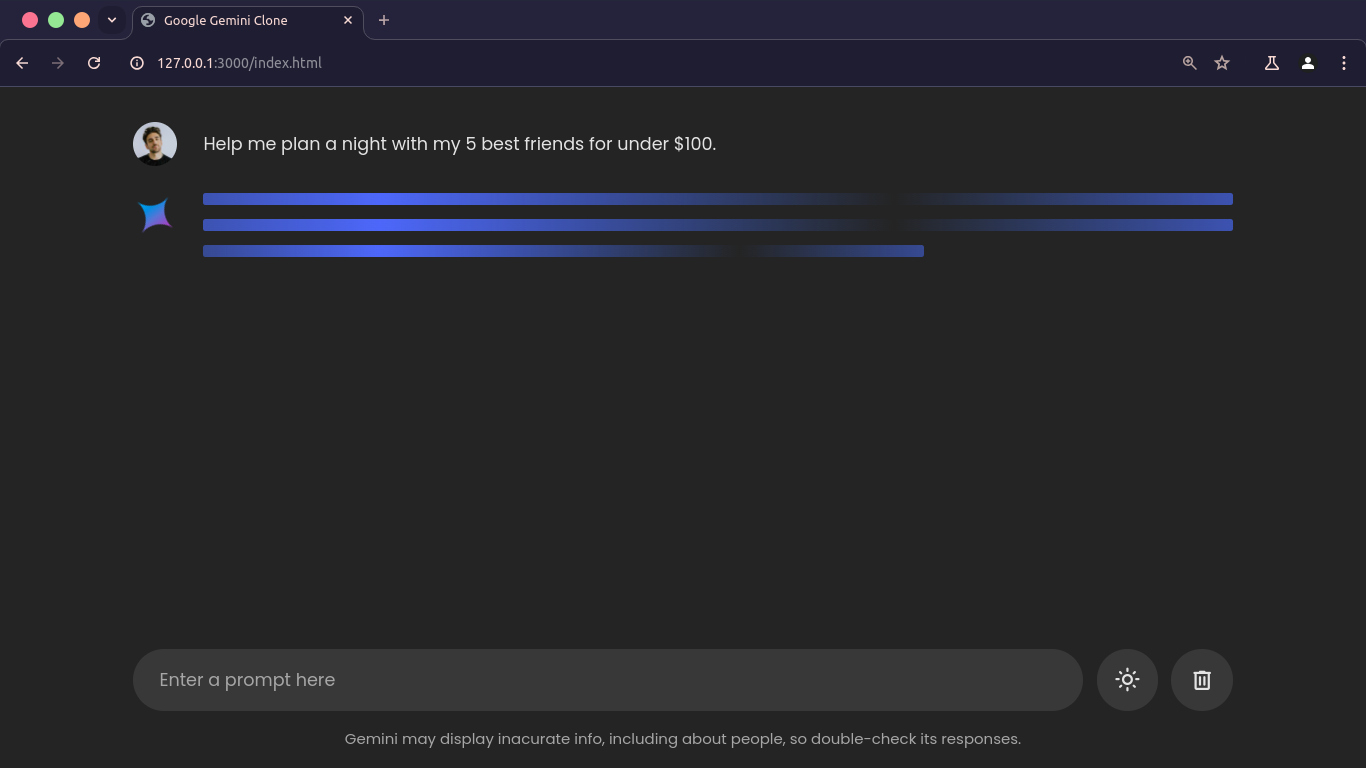 Google Gemini Clone
127.0.0.1:3000/index.html
Help me plan a night with my 5 best friends for under $100.
Enter a prompt here
Gemini may display inacurate info, including about people, so double-check its responses.